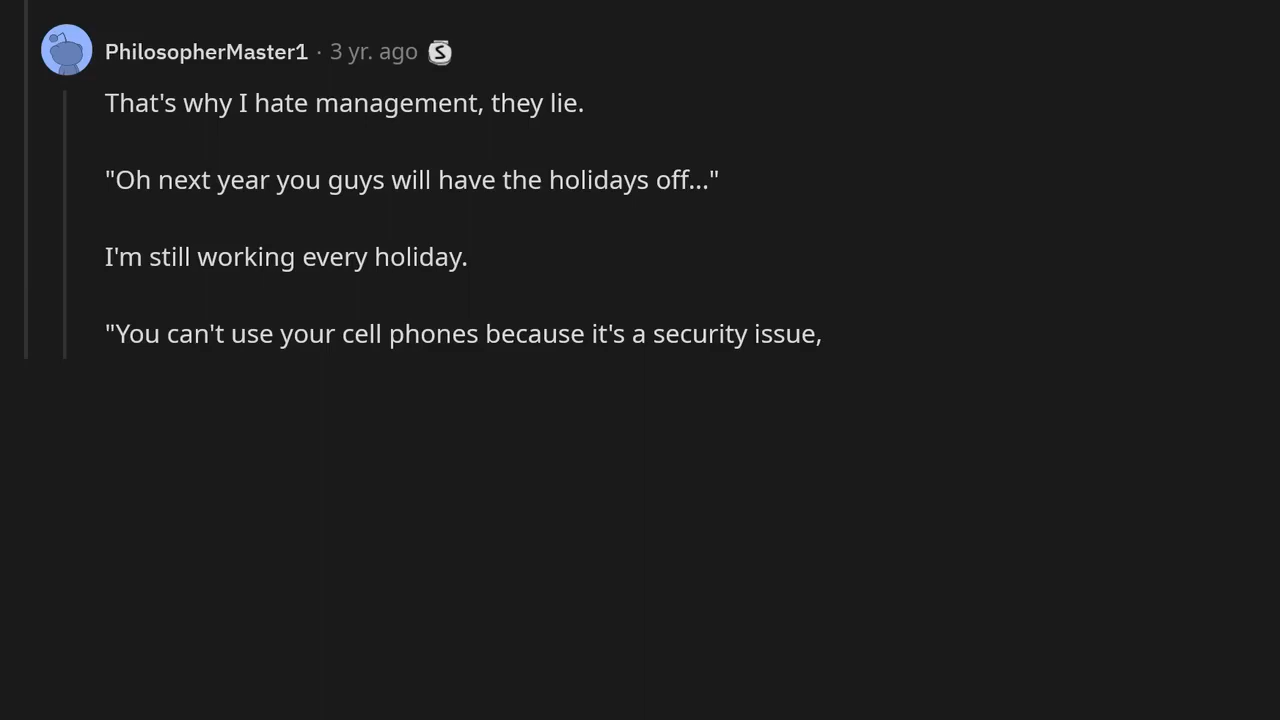 PhilosopherMaster1 · 3 yr. ago
That's why I hate management, they lie.
"Oh next year you guys will have the holidays off..."
I'm still working every holiday.
"You can't use your cell phones because it's a security issue,